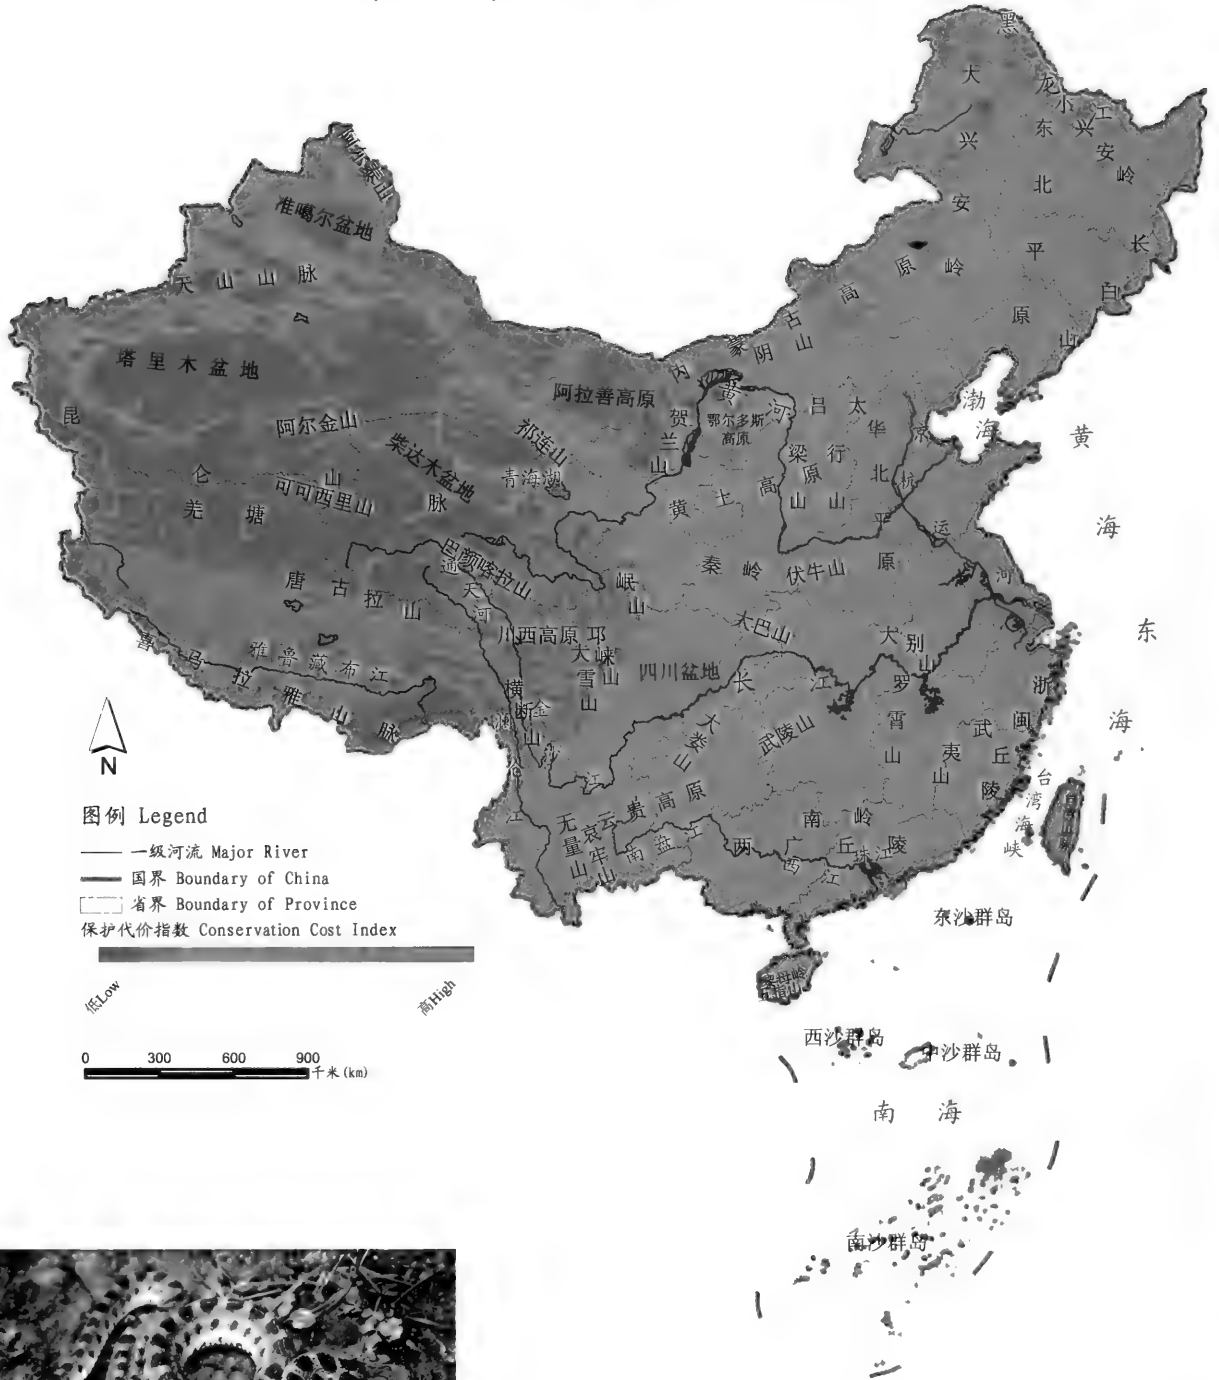 黑
龙
江
大
兴
安
岭
小
兴
安
岭
东
北
平
原
长
白
山
阿尔泰山
准噶尔盆地
天山山脉
塔里木盆地
内蒙古高原
阴山
阿拉善高原
贺兰山
鄂尔多斯
高原
黄河
吕梁山
太行山
华北平原
京杭运河
渤海
黄海
昆仑山脉
阿尔金山
祁连山
柴达木盆地
青海湖
可可西里山
羌塘
黄土高原
巴颜喀拉山
通天河
唐古拉山
秦岭
伏牛山
岷山
川西高原
邛崃山
大雪山
大巴山
大别山
四川盆地
长江
东海
喜马拉雅山脉
雅鲁藏布江
横断山
金沙江
澜沧江
大娄山
武陵山
罗霄山
武夷山
浙闽丘陵
台湾海峡
云贵高原
无量山
哀牢山
南盘江
南岭
两广丘陵
西江
珠江
东沙群岛
西沙群岛
中沙群岛
南海
南沙群岛
N
图例 Legend
一级河流 Major River
国界 Boundary of China
省界 Boundary of Province
保护代价指数 Conservation Cost Index
低Low
高High
0 300 600 900
千米(km)